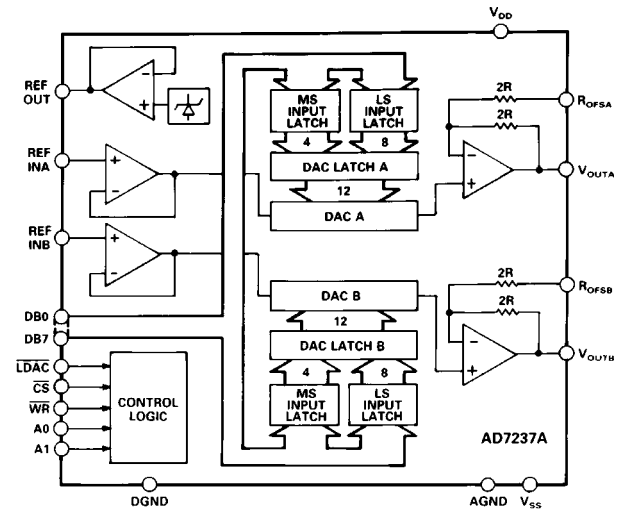 VDD
REF
OUT
-
+
MS
INPUT
LATCH
LS
INPUT
LATCH
4
8
2R
ROFSA
2R
REF
INA
+
-
DAC LATCH A
12
-
+
VOUTA
DAC A
REF
INB
+
-
DAC B
12
2R
ROFSB
2R
DB0
DB7
DAC LATCH B
-
+
VOUTB
LDAC
CS
WR
A0
A1
CONTROL
LOGIC
4
8
MS
INPUT
LATCH
LS
INPUT
LATCH
AD7237A
DGND
AGND
VSS